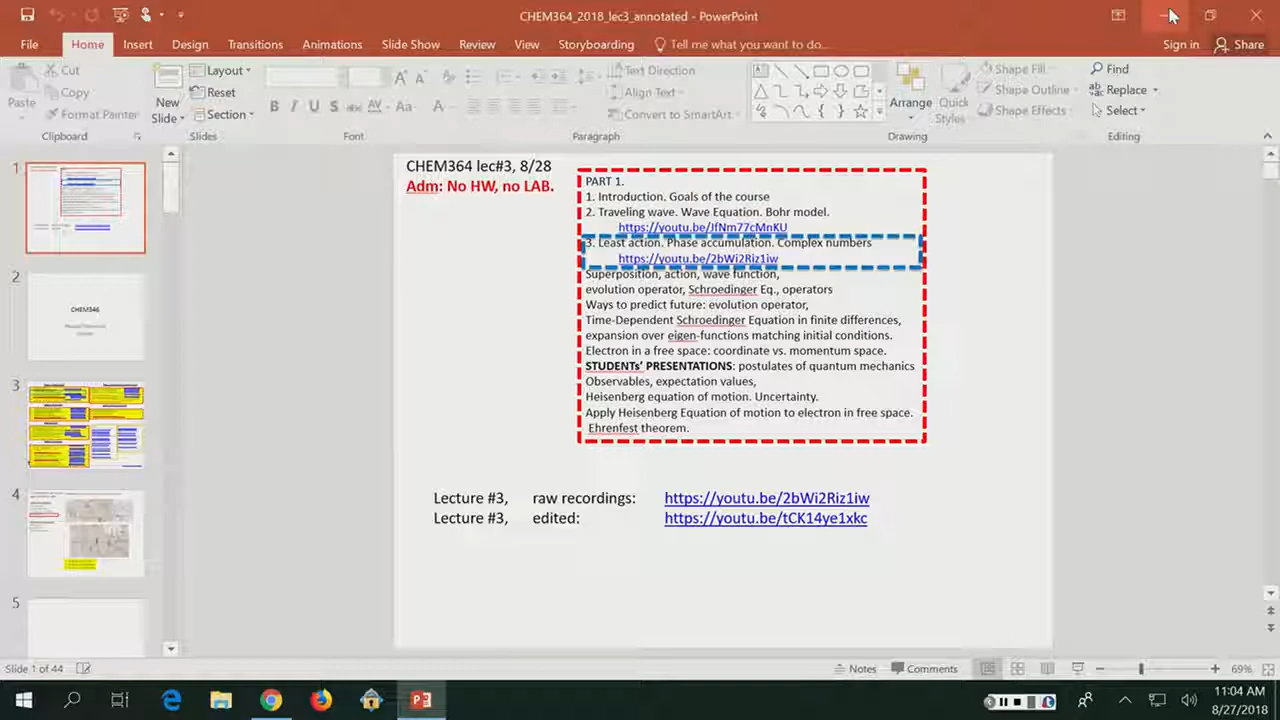 CHEM364_2018_lec3_annotated - PowerPoint
File Home Insert Design Transitions Animations Slide Show Review View Storyboarding Tell me what you want to do... Sign in Share
Paste
Cut
Copy
Format Painter
Clipboard
New Slide
Layout
Reset
Section
Slides
Font
Text Direction
Align Text
Convert to SmartArt
Paragraph
Arrange
Quick Styles
Shape Fill
Shape Outline
Shape Effects
Drawing
Find
Replace
Select
Editing
1
2
CHEM346
3
4
5
CHEM364 lec#3, 8/28
Adm: No HW, no LAB.
PART 1.
1. Introduction. Goals of the course
2. Traveling wave. Wave Equation. Bohr model.
https://youtu.be/JfNm77cMnKU
3. Least action. Phase accumulation. Complex numbers
https://youtu.be/2bWi2Riz1iw
Superposition, action, wave function,
evolution operator, Schroedinger Eq., operators
Ways to predict future: evolution operator,
Time-Dependent Schroedinger Equation in finite differences,
expansion over eigen-functions matching initial conditions.
Electron in a free space: coordinate vs. momentum space.
STUDENTs' PRESENTATIONS: postulates of quantum mechanics
Observables, expectation values,
Heisenberg equation of motion. Uncertainty.
Apply Heisenberg Equation of motion to electron in free space.
Ehrenfest theorem.
Lecture #3, raw recordings: https://youtu.be/2bWi2Riz1iw
Lecture #3, edited: https://youtu.be/tCK14ye1xkc
Slide 1 of 44
Notes Comments 69%
11:04 AM
8/27/2018